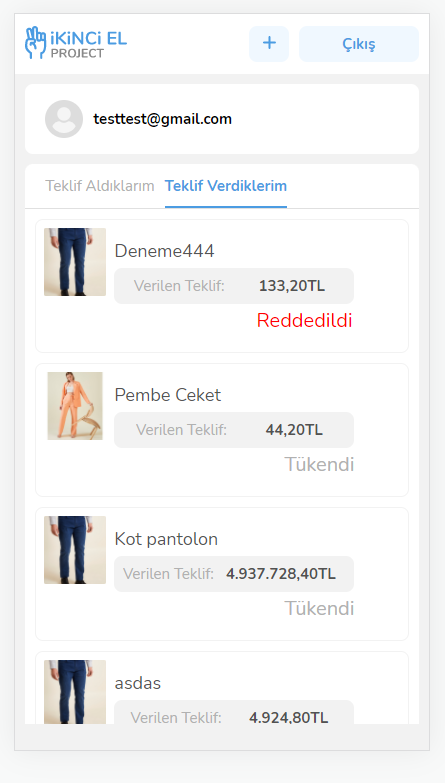 iKiNCi EL
PROJECT
+
Çıkış
testtest@gmail.com
Teklif Aldıklarım Teklif Verdiklerim
Deneme444
Verilen Teklif: 133,20TL
Reddedildi
Pembe Ceket
Verilen Teklif: 44,20TL
Tükendi
Kot pantolon
Verilen Teklif: 4.937.728,40TL
Tükendi
asdas
Verilen Teklif: 4.924,80TL